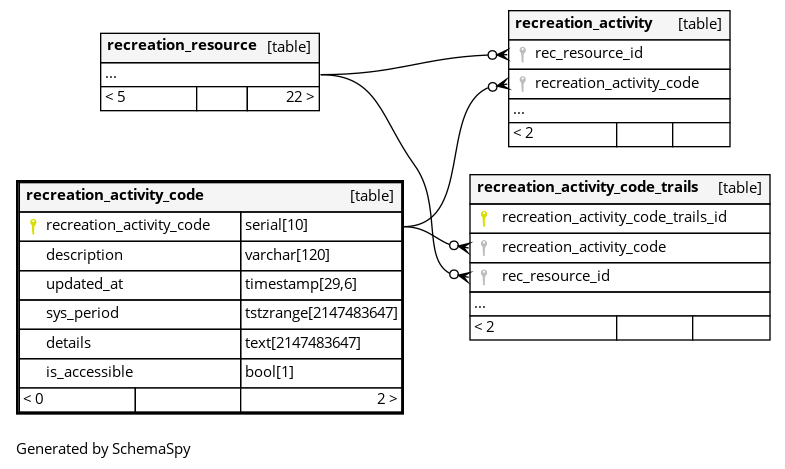 recreation_resource [table]
...
< 5 22 >
recreation_activity [table]
rec_resource_id
recreation_activity_code
...
< 2
recreation_activity_code [table]
recreation_activity_code serial[10]
description varchar[120]
updated_at timestamp[29,6]
sys_period tstzrange[2147483647]
details text[2147483647]
is_accessible bool[1]
< 0 2 >
recreation_activity_code_trails [table]
recreation_activity_code_trails_id
recreation_activity_code
rec_resource_id
...
< 2
Generated by SchemaSpy